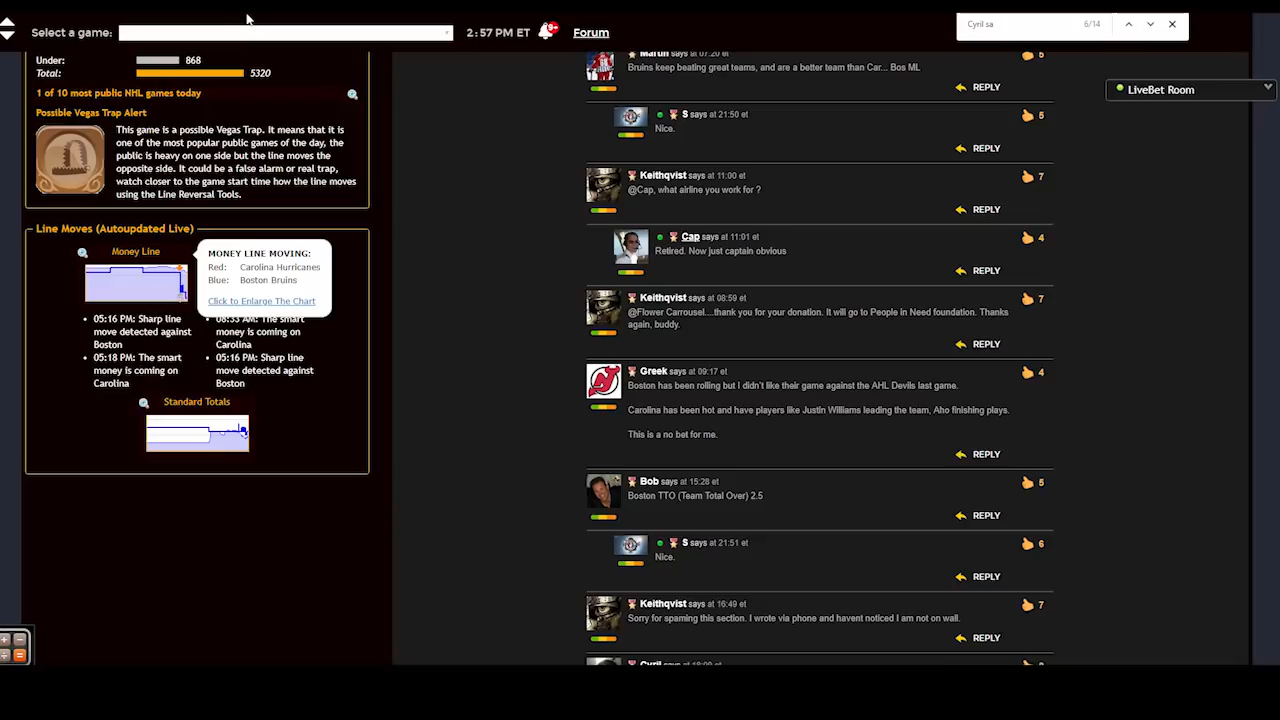 Select a game:
2:57 PM ET
9+
Forum
Cyril sa
6/14
LiveBet Room
Under:
868
Total:
5320
1 of 10 most public NHL games today
Possible Vegas Trap Alert
This game is a possible Vegas Trap. It means that it is
one of the most popular public games of the day, the
public is heavy on one side but the line moves the
opposite side. It could be a false alarm or real trap,
watch closer to the game start time how the line moves
using the Line Reversal Tools.
Line Moves (Autoupdated Live)
Money Line
MONEY LINE MOVING:
Red: Carolina Hurricanes
Blue: Boston Bruins
Click to Enlarge The Chart
05:16 PM: Sharp line
move detected against
Boston
05:18 PM: The smart
money is coming on
Carolina
08:33 AM: The smart
money is coming on
Carolina
05:16 PM: Sharp line
move detected against
Boston
Standard Totals
Martin says at 07:20 et
5
Bruins keep beating great teams, and are a better team than Car... Bos ML
REPLY
S says at 21:50 et
5
Nice.
REPLY
Keithqvist says at 11:00 et
7
@Cap, what airline you work for ?
REPLY
Cap says at 11:01 et
4
Retired. Now just captain obvious
REPLY
Keithqvist says at 08:59 et
7
@Flower Carrousel....thank you for your donation. It will go to People in Need foundation. Thanks
again, buddy.
REPLY
Greek says at 09:17 et
4
Boston has been rolling but I didn't like their game against the AHL Devils last game.
Carolina has been hot and have players like Justin Williams leading the team, Aho finishing plays.
This is a no bet for me.
REPLY
Bob says at 15:28 et
5
Boston TTO (Team Total Over) 2.5
REPLY
S says at 21:51 et
6
Nice.
REPLY
Keithqvist says at 16:49 et
7
Sorry for spaming this section. I wrote via phone and havent noticed I am not on wall.
REPLY
Cyril says at